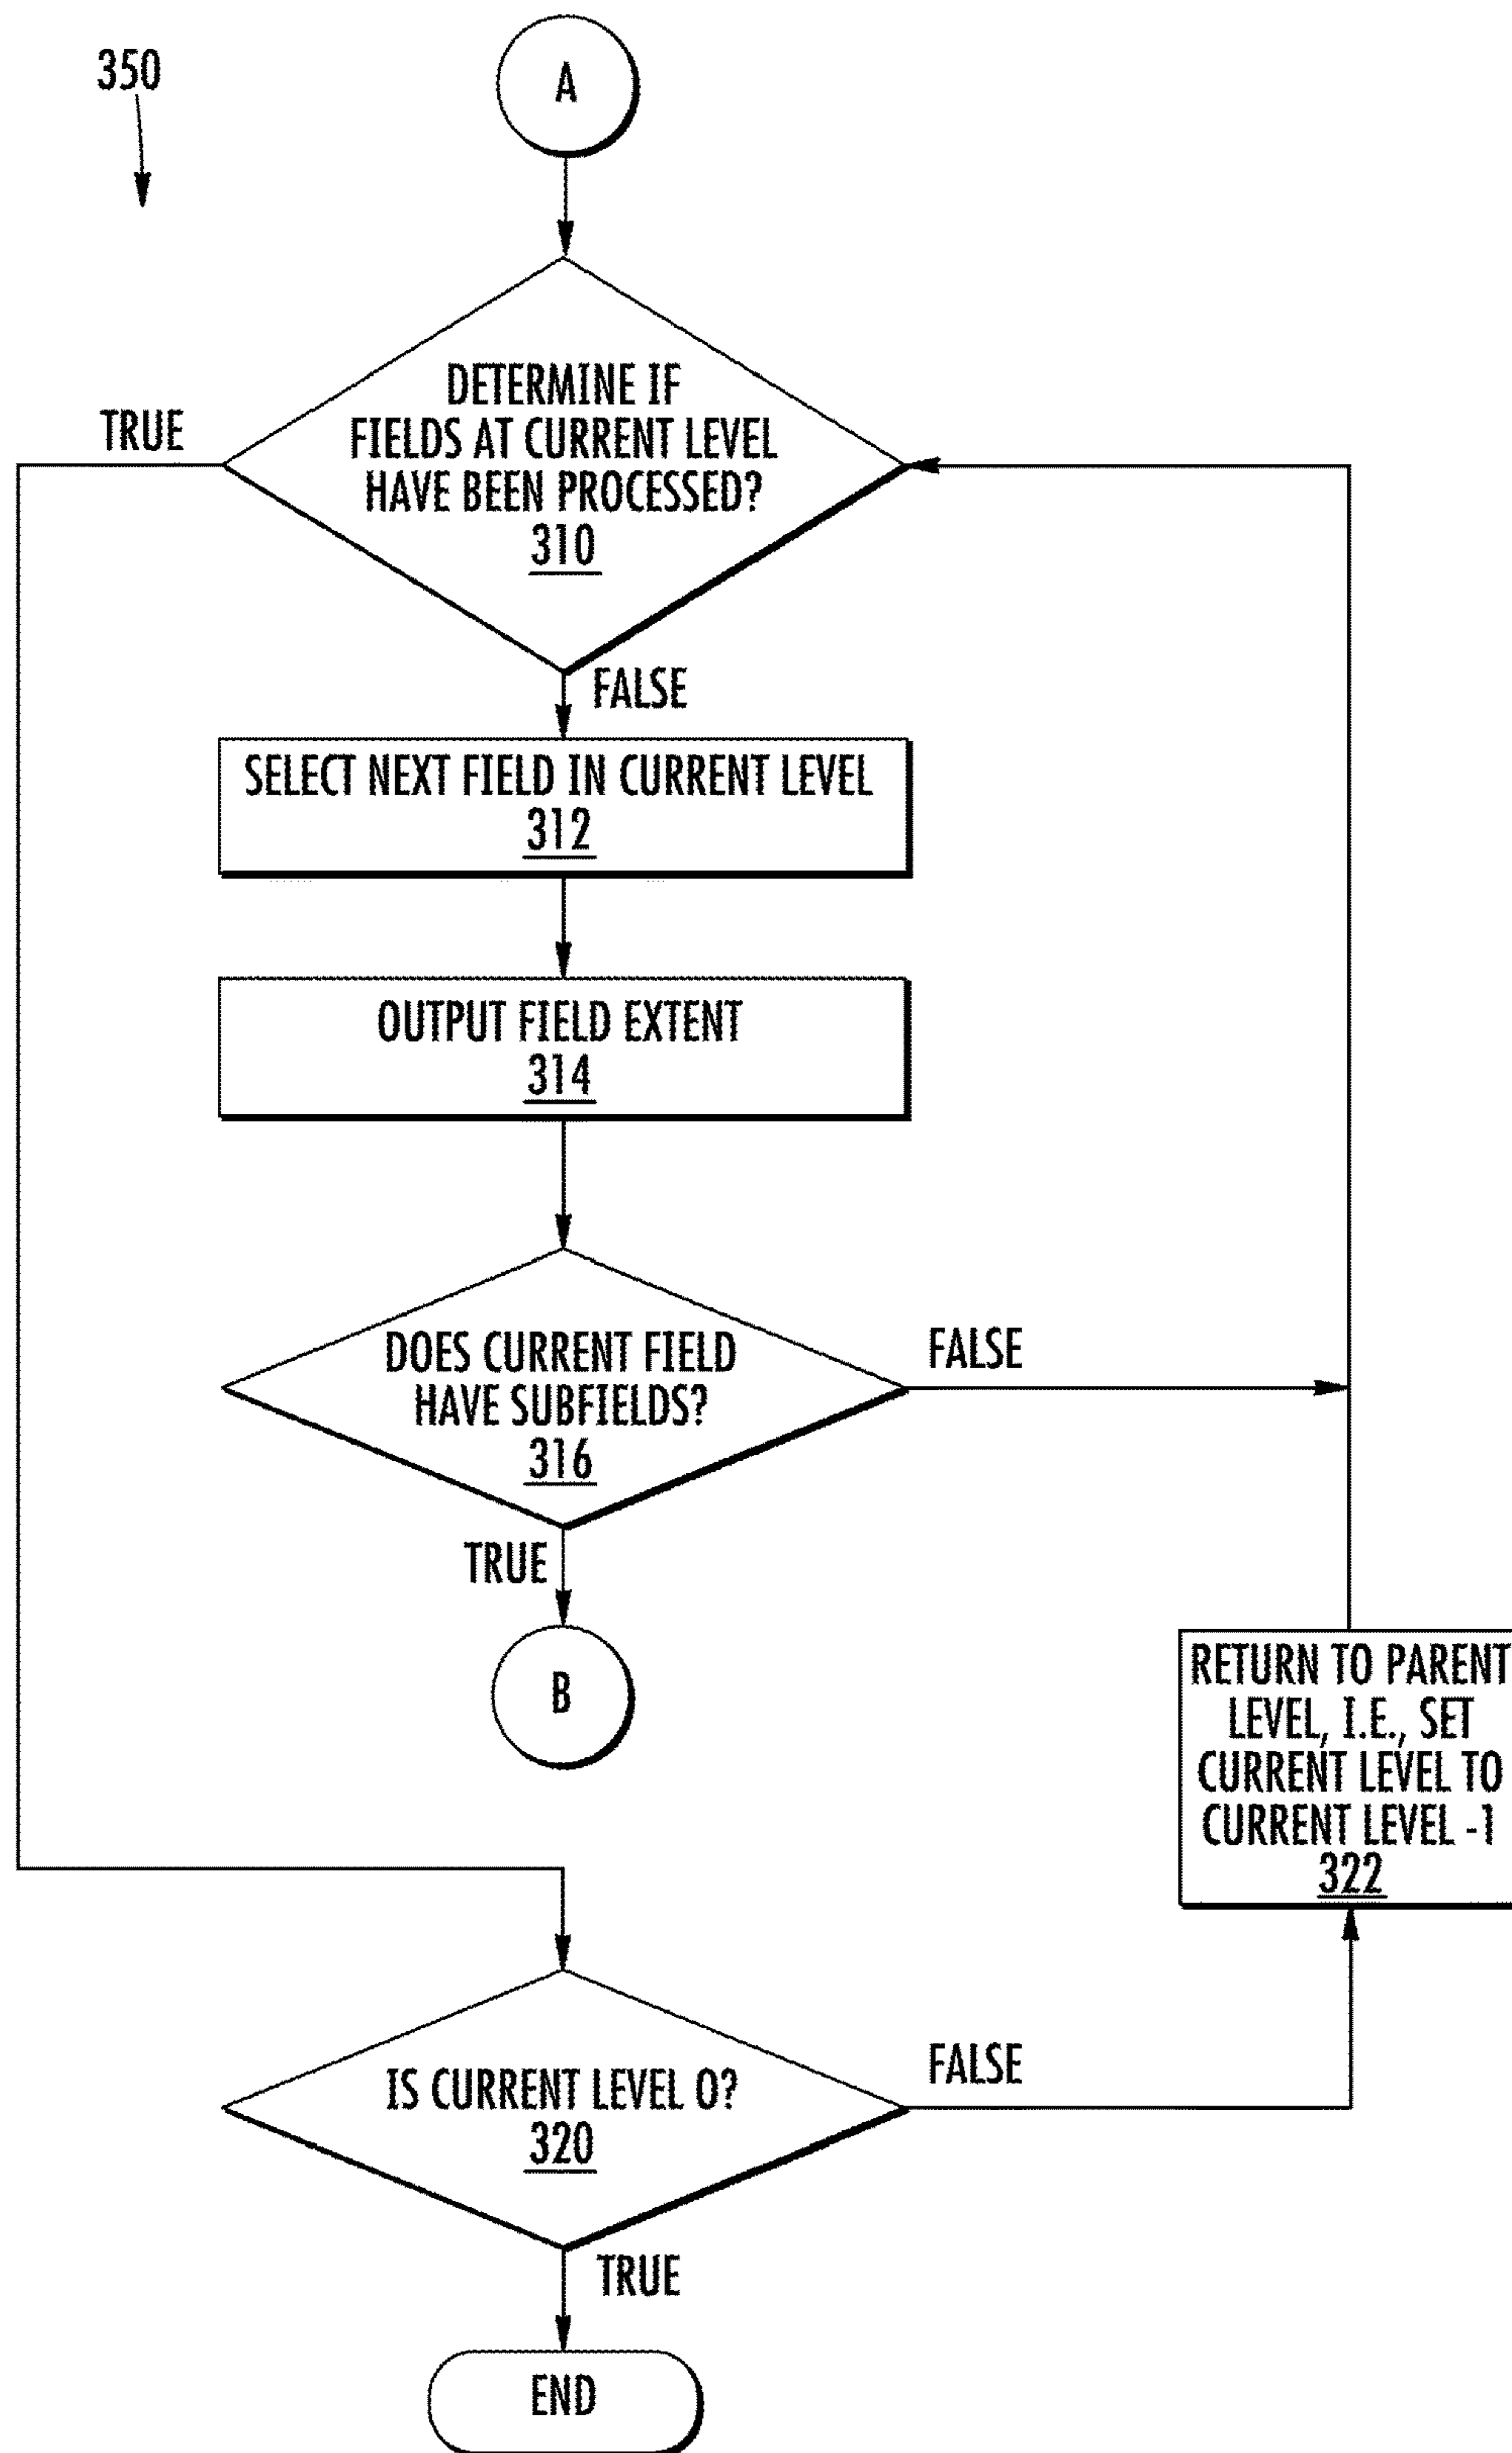 350
A
DETERMINE IF
FIELDS AT CURRENT LEVEL
HAVE BEEN PROCESSED?
310
TRUE
FALSE
SELECT NEXT FIELD IN CURRENT LEVEL
312
OUTPUT FIELD EXTENT
314
DOES CURRENT FIELD
HAVE SUBFIELDS?
316
FALSE
TRUE
B
RETURN TO PARENT
LEVEL, I.E., SET
CURRENT LEVEL TO
CURRENT LEVEL -1
322
IS CURRENT LEVEL 0?
320
FALSE
TRUE
END